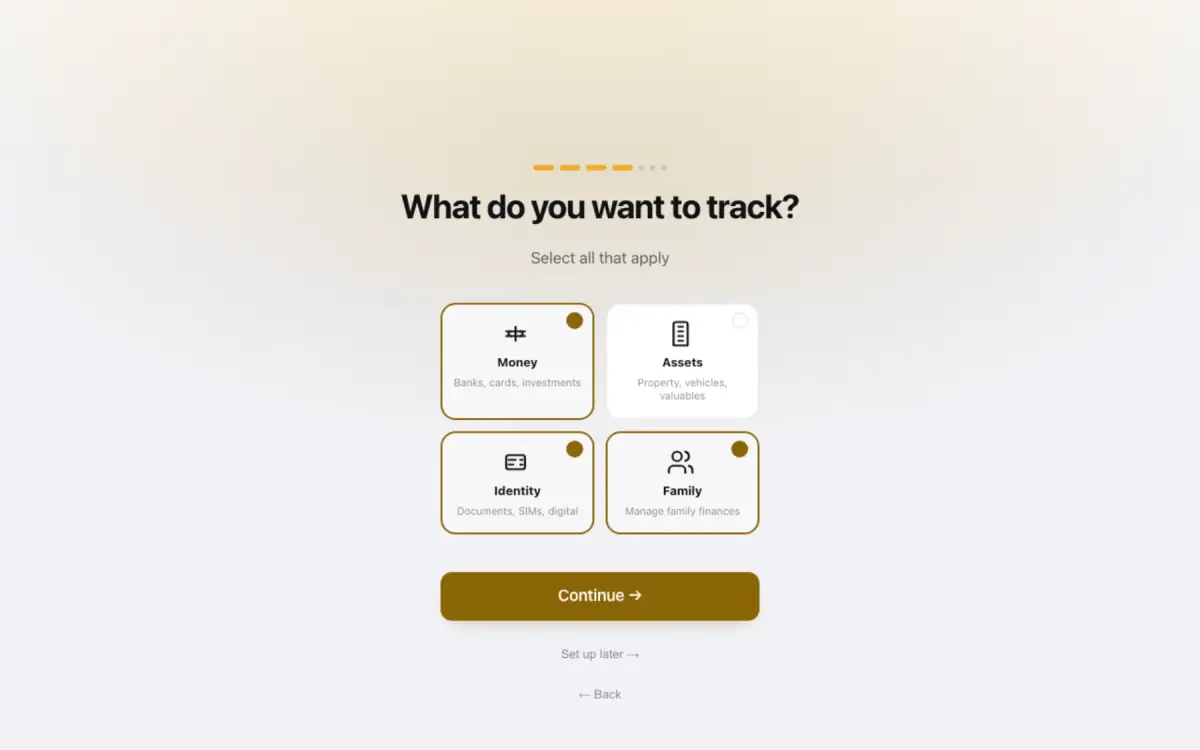 What do you want to track?
Select all that apply
Money
Banks, cards, investments
Assets
Property, vehicles,
valuables
Identity
Documents, SIMs, digital
Family
Manage family finances
Continue →
Set up later →
← Back